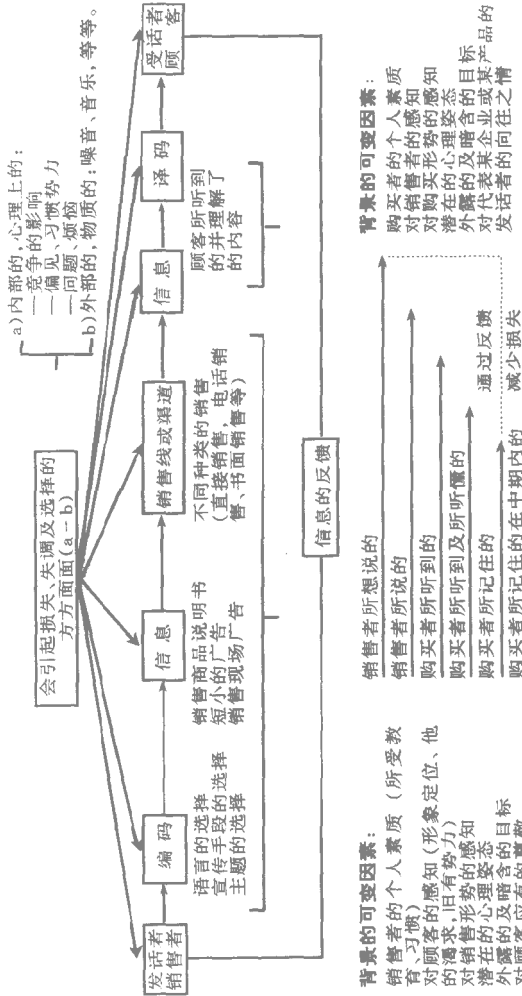 会引起损失、失调及选择的
方方面面(a-b)
a)内部的,心理上的:
—竞争的影响
—偏见、习惯势力
—问题、烦恼
b)外部的,物质的:噪音、音乐,等等。
发话者
销售者
编码
信息
销售线或渠道
信息
译码
受话者
顾客
语言的选择
宣传手段的选择
主题的选择
销售商品说明书
短小的广告
销售现场广告
不同种类的销售
(直接销售,电话销
售、书面销售等)
顾客所听到
的并理解了
的内容
信息的反馈
背景的可变因素:
销售者的个人素质(所受教
育、习惯)
对顾客的感知(形象定位、他
的渴求,旧有势力)
对销售形势的感知
潜在的心理姿态
外露的及暗含的目标
对顾客应有的尊敬
销售者所想说的
销售者所说的
购买者所听到的
购买者所听到及所听儸的
购买者所记住的
购买者所记住的在中期内的
通过反馈
减少损失
背景的可变因素:
购买者的个人素质
对销售者的感知
对购买形势的感知
潜在的心理姿态
外露的及暗含的目标
对代表某企业或某产品的
发话者的向往之情